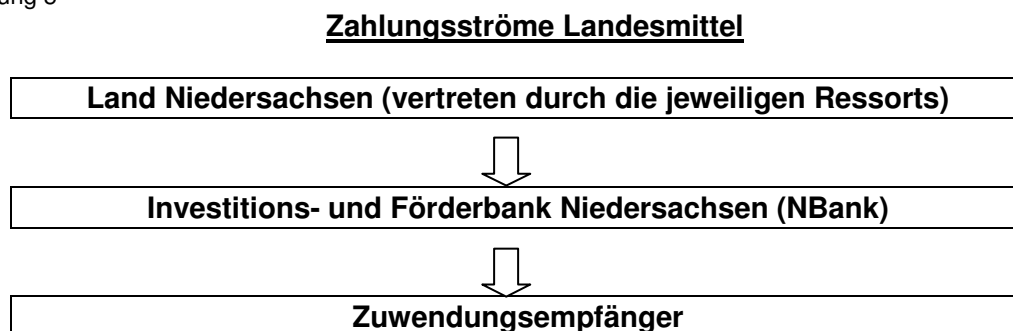 Zahlungsströme Landesmittel
Land Niedersachsen (vertreten durch die jeweiligen Ressorts)
Investitions- und Förderbank Niedersachsen (NBank)
Zuwendungsempfänger